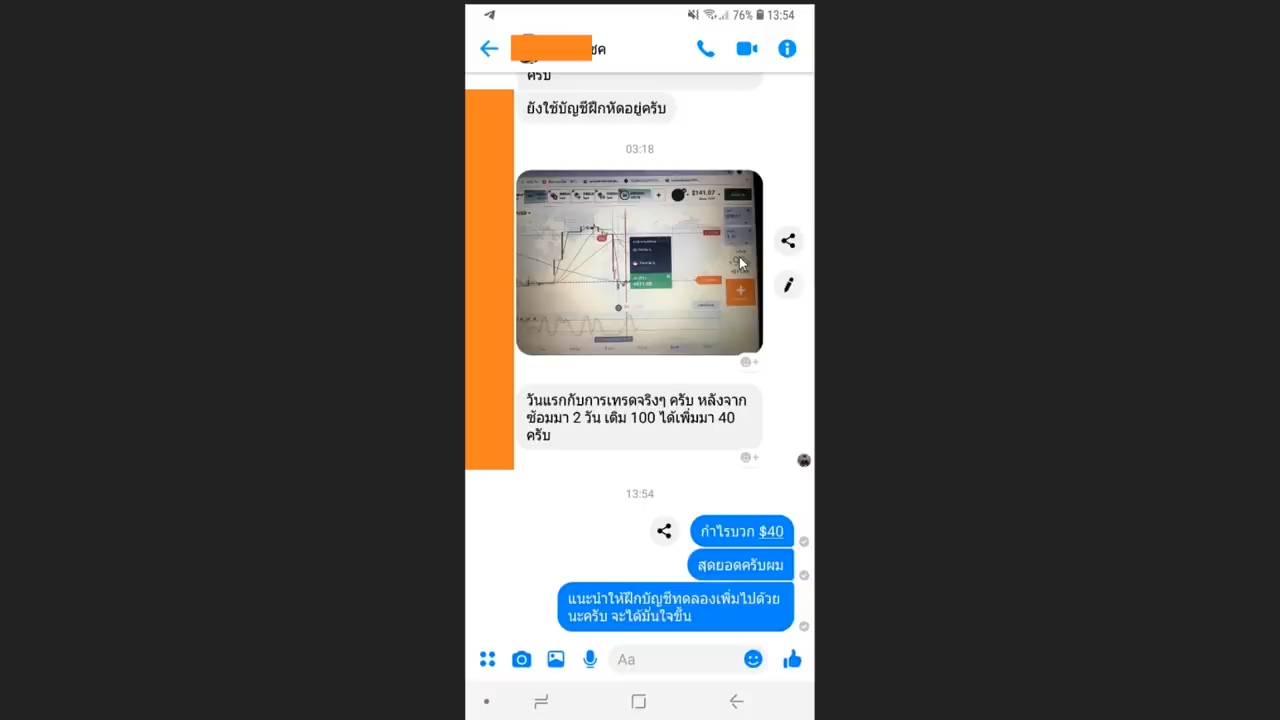 76% 13:54
ชค
ครับ
ยังใช้บัญชีฝึกหัดอยู่ครับ
03:18
$141.07
วันแรกกับการเทรดจริงๆ ครับ หลังจาก
ซ้อมมา 2 วัน เดิม 100 ได้เพิ่มมา 40
ครับ
13:54
กำไรบวก $40
สุดยอดครับผม
แนะนำให้ฝึกบัญชีทดลองเพิ่มไปด้วย
นะครับ จะได้มั่นใจขึ้น
Aa